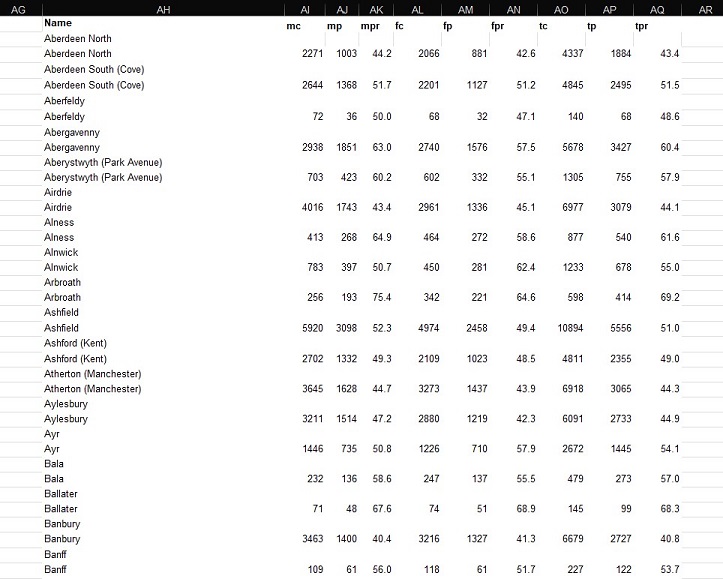 AG AH AI AJ AK AL AM AN AO AP AQ AR
Name mc mp mpr fc fp fpr tc tp tpr
Aberdeen North
Aberdeen North 2271 1003 44.2 2066 881 42.6 4337 1884 43.4
Aberdeen South (Cove)
Aberdeen South (Cove) 2644 1368 51.7 2201 1127 51.2 4845 2495 51.5
Aberfeldy
Aberfeldy 72 36 50.0 68 32 47.1 140 68 48.6
Abergavenny
Abergavenny 2938 1851 63.0 2740 1576 57.5 5678 3427 60.4
Aberystwyth (Park Avenue)
Aberystwyth (Park Avenue) 703 423 60.2 602 332 55.1 1305 755 57.9
Airdrie
Airdrie 4016 1743 43.4 2961 1336 45.1 6977 3079 44.1
Alness
Alness 413 268 64.9 464 272 58.6 877 540 61.6
Alnwick
Alnwick 783 397 50.7 450 281 62.4 1233 678 55.0
Arbroath
Arbroath 256 193 75.4 342 221 64.6 598 414 69.2
Ashfield
Ashfield 5920 3098 52.3 4974 2458 49.4 10894 5556 51.0
Ashford (Kent)
Ashford (Kent) 2702 1332 49.3 2109 1023 48.5 4811 2355 49.0
Atherton (Manchester)
Atherton (Manchester) 3645 1628 44.7 3273 1437 43.9 6918 3065 44.3
Aylesbury
Aylesbury 3211 1514 47.2 2880 1219 42.3 6091 2733 44.9
Ayr
Ayr 1446 735 50.8 1226 710 57.9 2672 1445 54.1
Bala
Bala 232 136 58.6 247 137 55.5 479 273 57.0
Ballater
Ballater 71 48 67.6 74 51 68.9 145 99 68.3
Banbury
Banbury 3463 1400 40.4 3216 1327 41.3 6679 2727 40.8
Banff
Banff 109 61 56.0 118 61 51.7 227 122 53.7